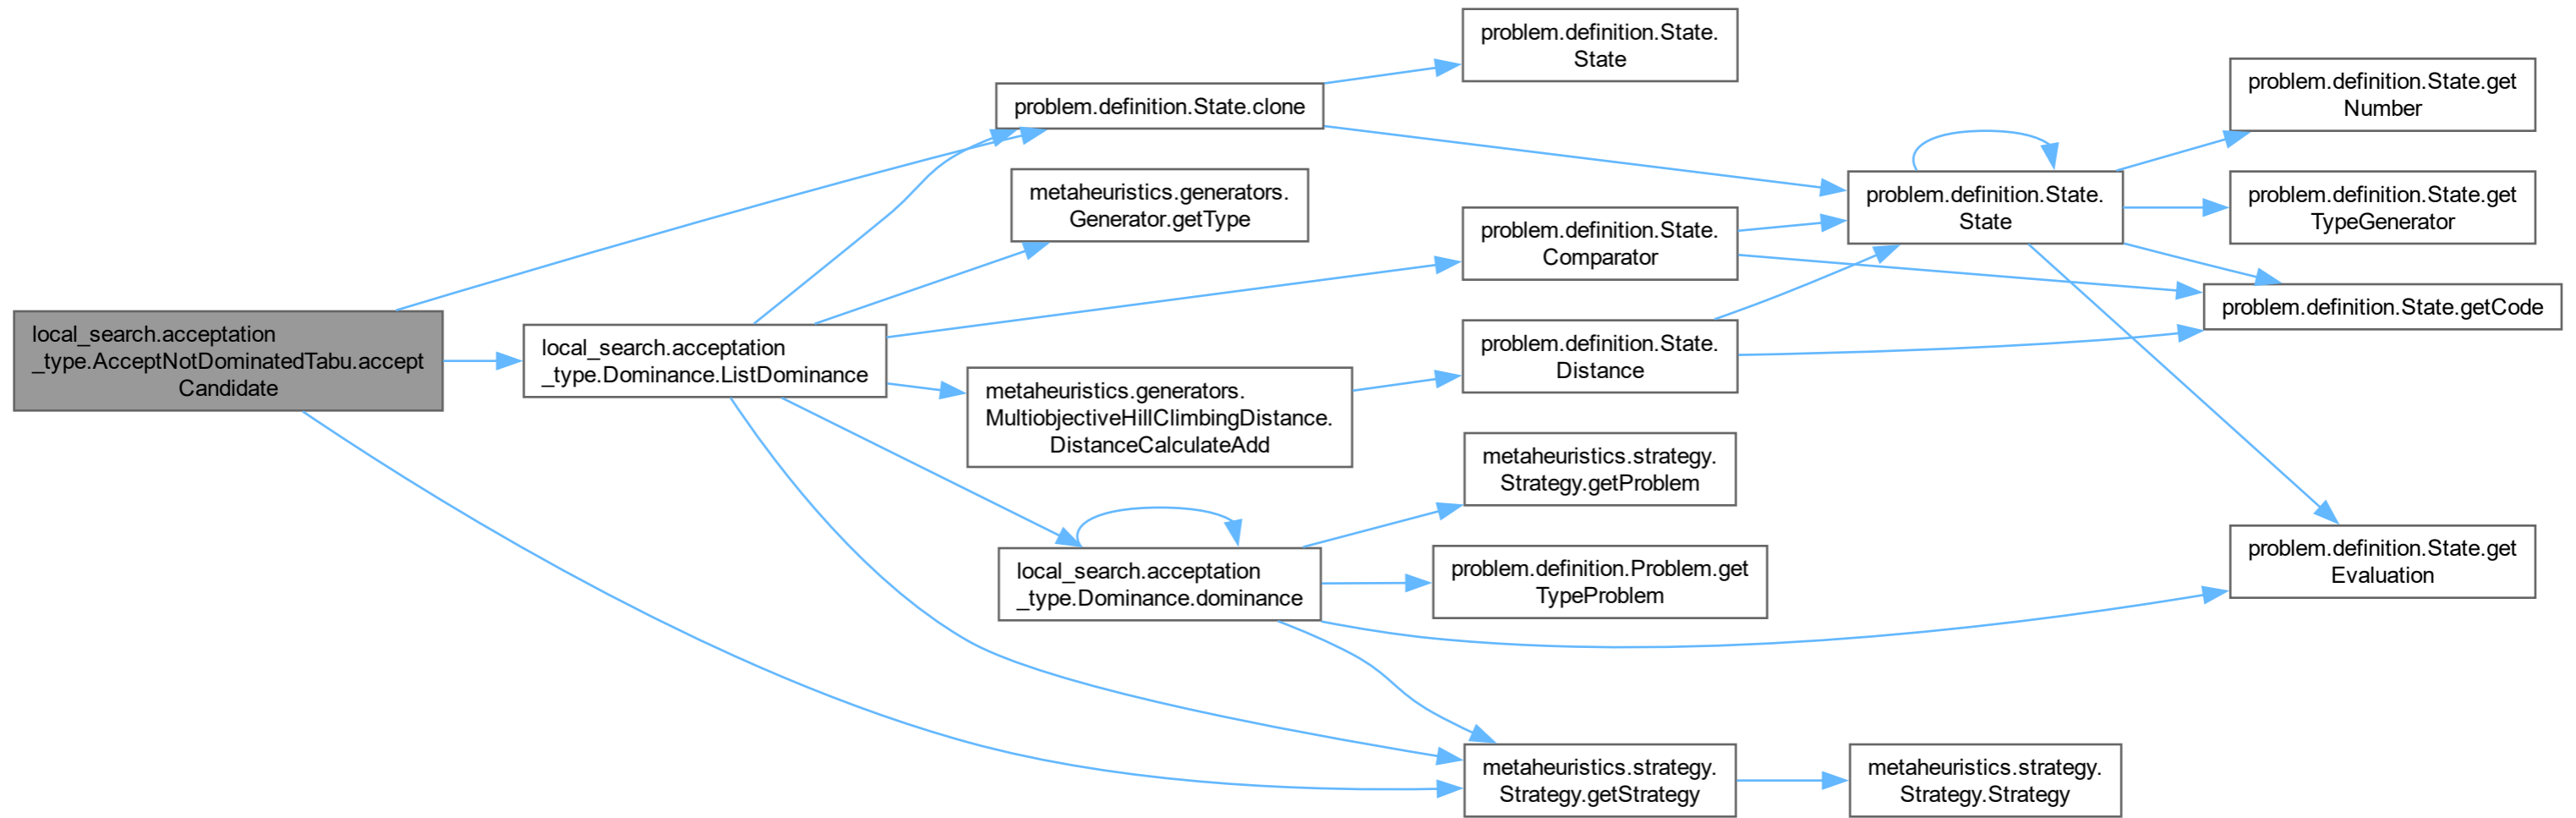 local_search.acceptation
_type.AcceptNotDominatedTabu.accept
Candidate
local_search.acceptation
_type.Dominance.ListDominance
problem.definition.State.clone
metaheuristics.generators.
Generator.getType
metaheuristics.generators.
MultiobjectiveHillClimbingDistance.
DistanceCalculateAdd
local_search.acceptation
_type.Dominance.dominance
problem.definition.State.
State
problem.definition.State.
Comparator
problem.definition.State.
Distance
metaheuristics.strategy.
Strategy.getProblem
problem.definition.Problem.get
TypeProblem
metaheuristics.strategy.
Strategy.getStrategy
problem.definition.State.
State
metaheuristics.strategy.
Strategy.Strategy
problem.definition.State.get
Number
problem.definition.State.get
TypeGenerator
problem.definition.State.getCode
problem.definition.State.get
Evaluation